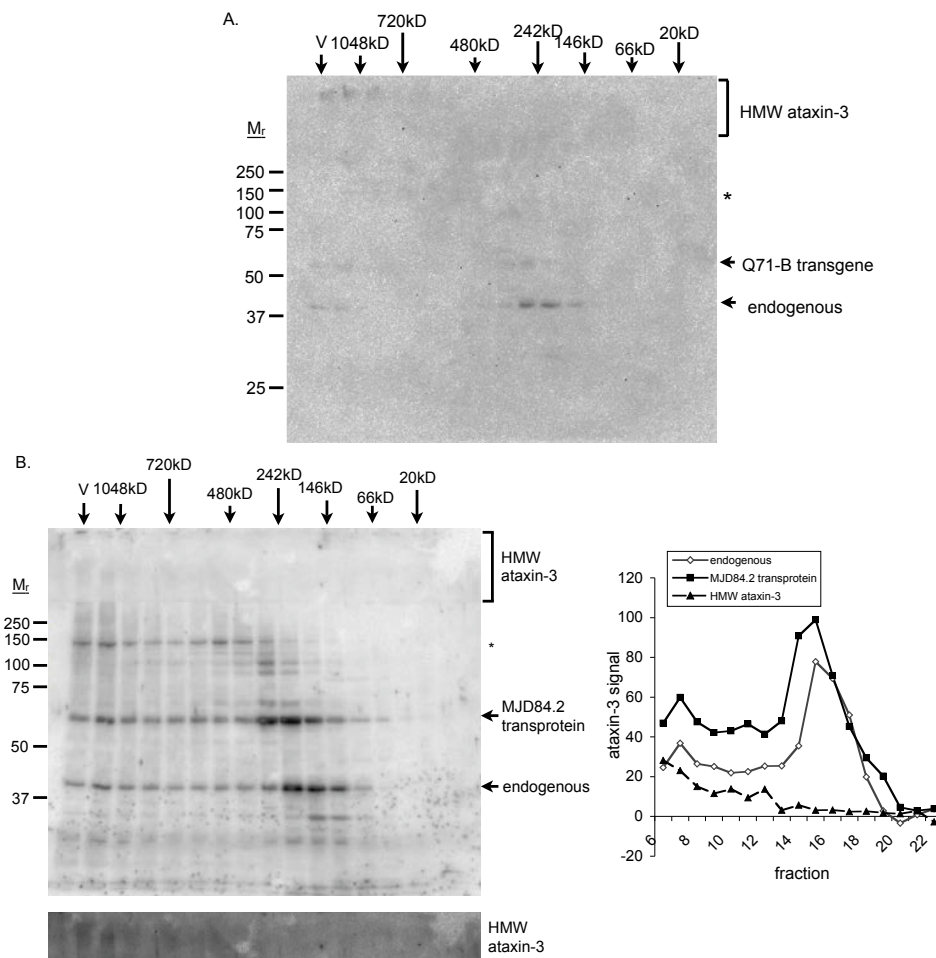 A.
V 1048kD 720kD 480kD 242kD 146kD 66kD 20kD
HMW ataxin-3
Mr
250
150
*
100
75
Q71-B transgene
50
endogenous
37
25
B.
V 1048kD 720kD 480kD 242kD 146kD 66kD 20kD
HMW
ataxin-3
Mr
250
150
*
100
75
MJD84.2
transprotein
50
endogenous
37
HMW
ataxin-3
endogenous
MJD84.2 transprotein
HMW ataxin-3
120
100
80
60
40
20
0
-20
ataxin-3 signal
6 8 10 12 14 16 18 20 22
fraction